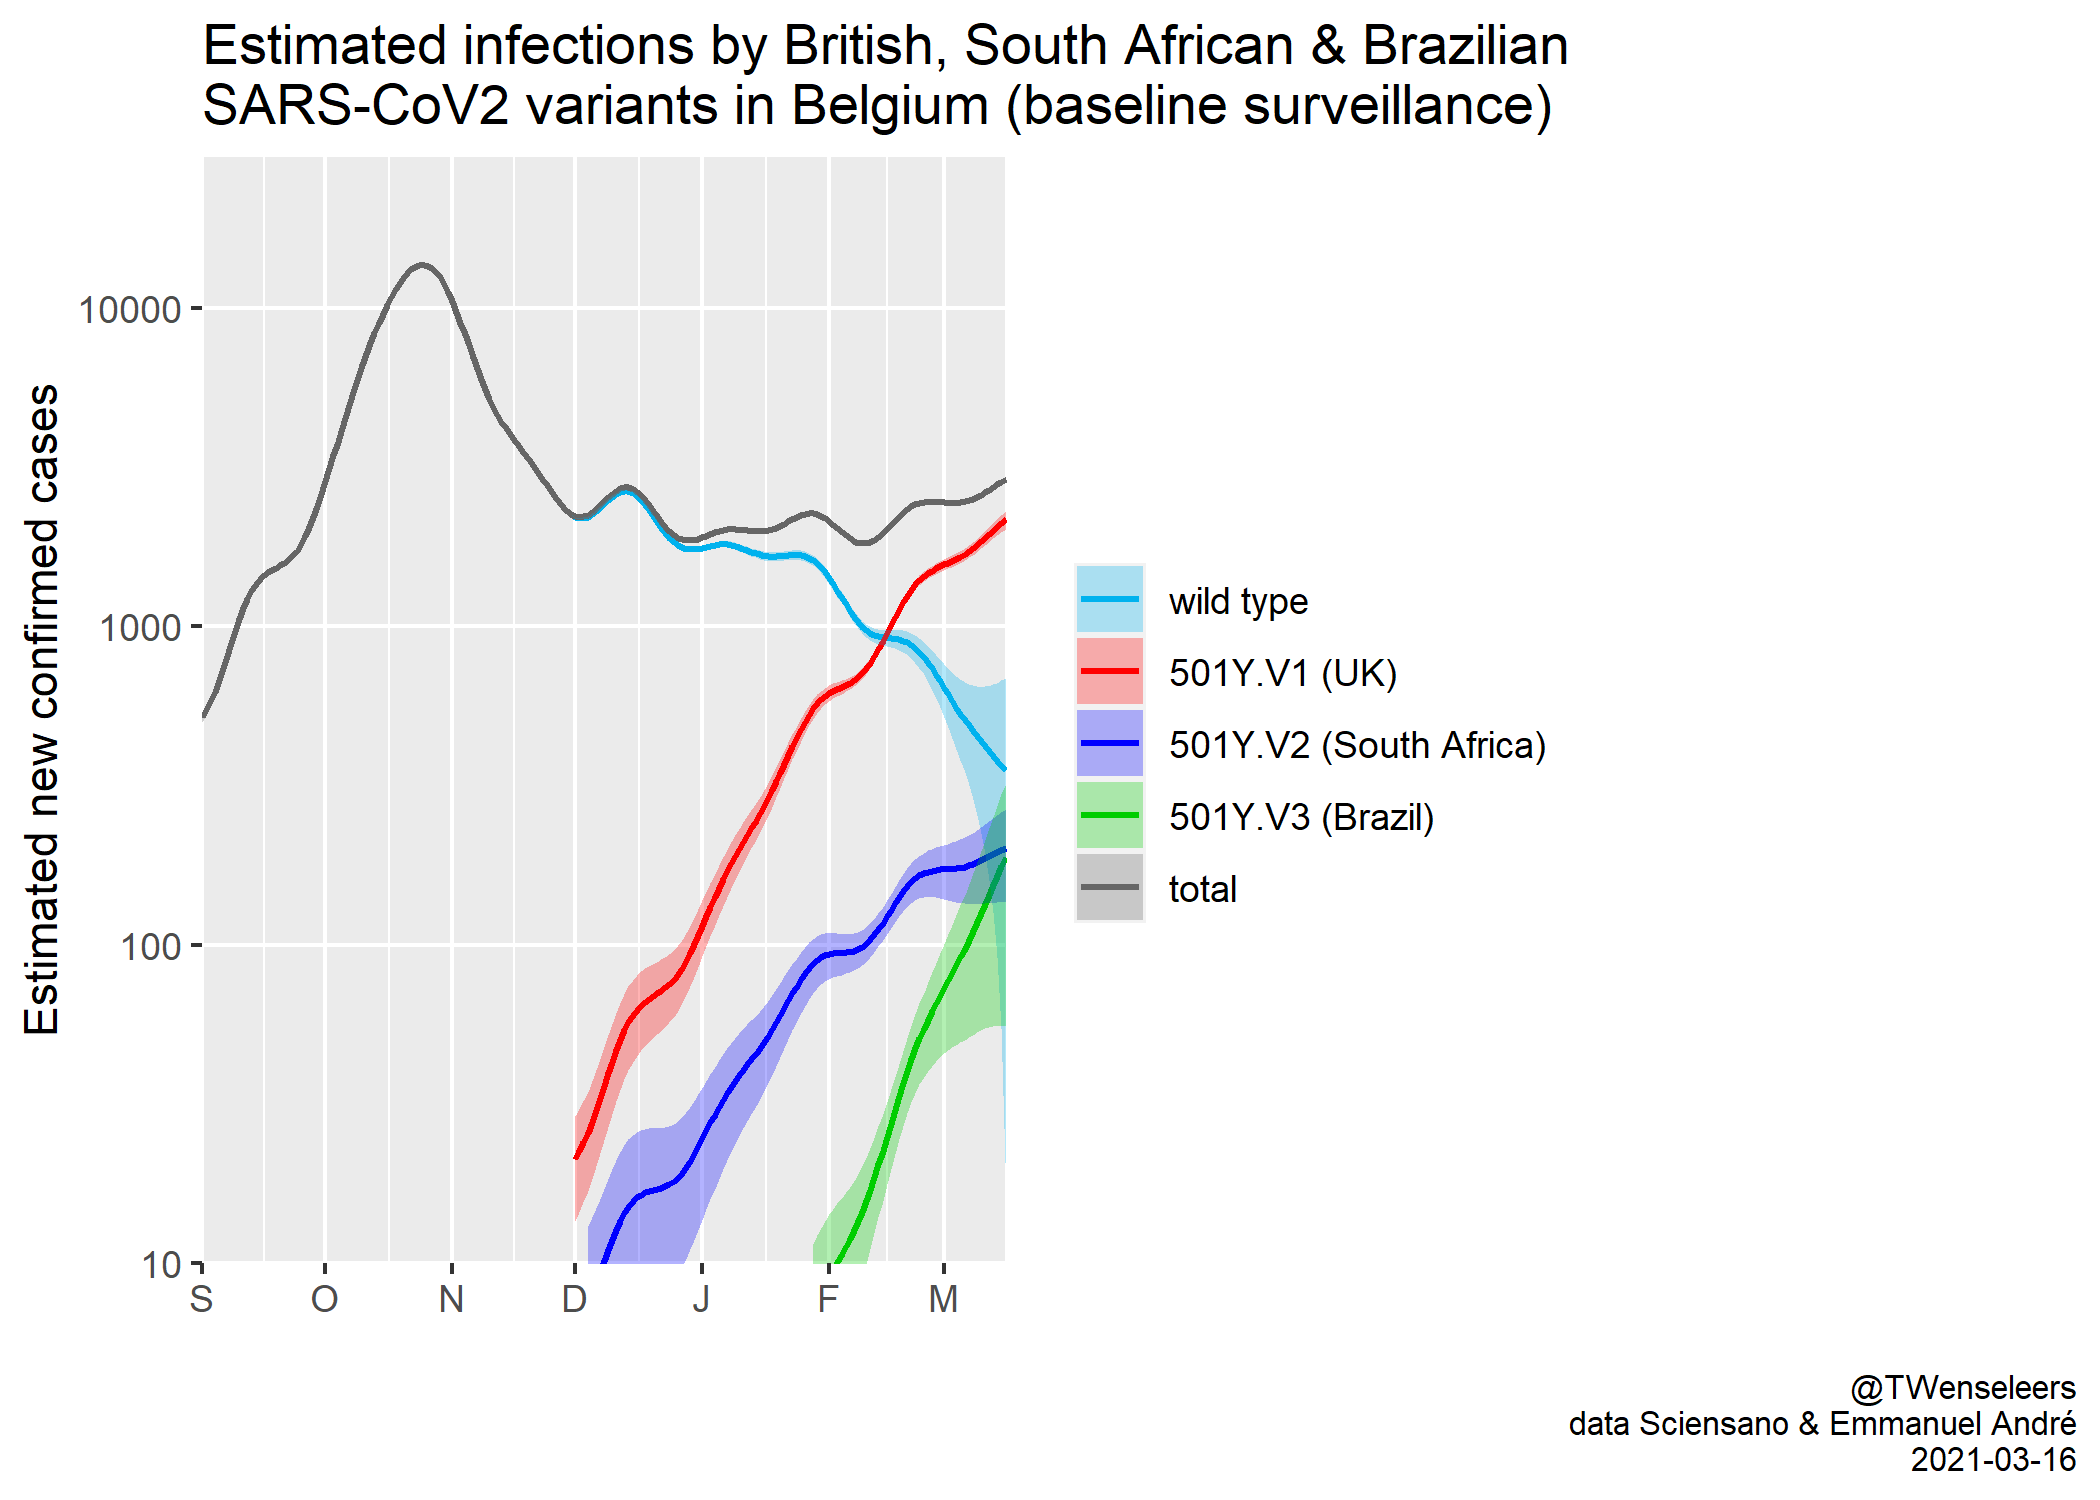 Estimated infections by British, South African & Brazilian
SARS-CoV2 variants in Belgium (baseline surveillance)
Estimated new confirmed cases
10000
1000
100
10
S
O
N
D
J
F
M
wild type
501Y.V1 (UK)
501Y.V2 (South Africa)
501Y.V3 (Brazil)
total
@TWenseleers
data Sciensano & Emmanuel André
2021-03-16